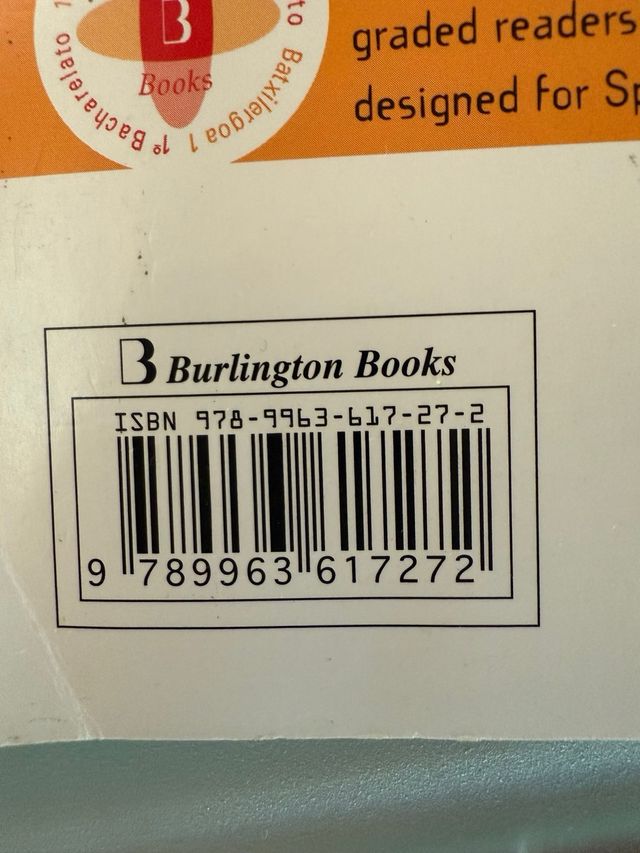 B
Books
Bacharelato 1º Batxilergoa 1
graded readers
designed for
B Burlington Books
ISBN 978-9963-617-27-2
9 789963 617272